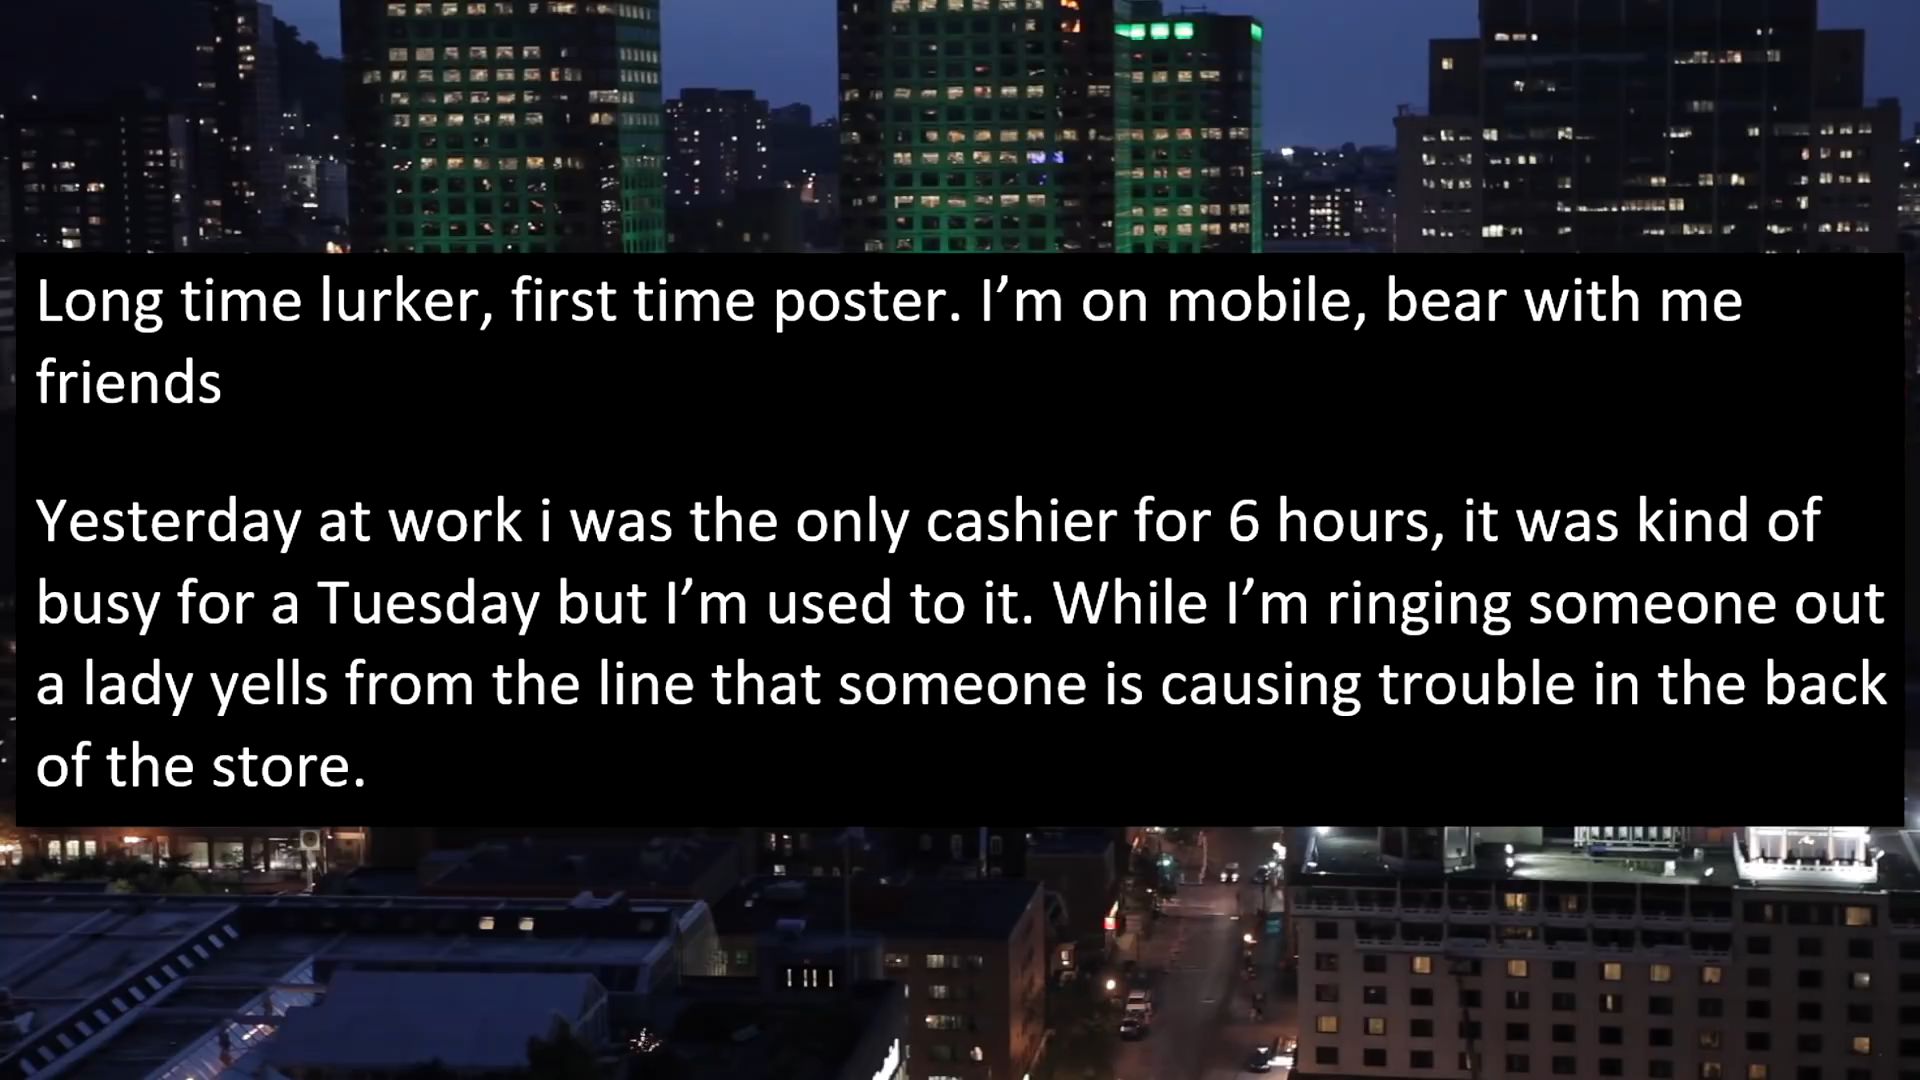 Long time lurker, first time poster. I’m on mobile, bear with me
friends
Yesterday at work i was the only cashier for 6 hours, it was kind of
busy for a Tuesday but I’m used to it. While I’m ringing someone out
a lady yells from the line that someone is causing trouble in the back
of the store.